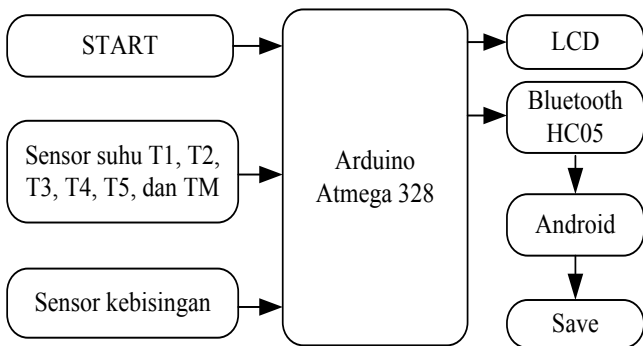 START
Sensor suhu T1, T2,
T3, T4, T5, dan TM
Sensor kebisingan
Arduino
Atmega 328
LCD
Bluetooth
HC05
Android
Save